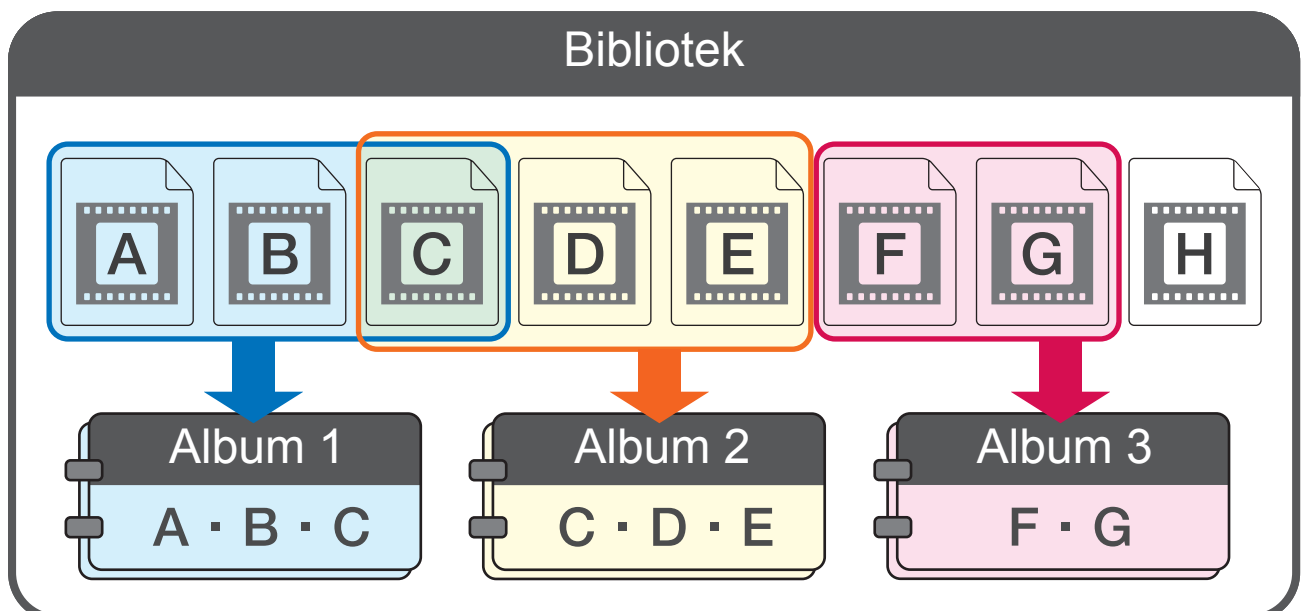 Bibliotek
A B C D E F G H
Album 1 Album 2 Album 3
A · B · C C · D · E F · G